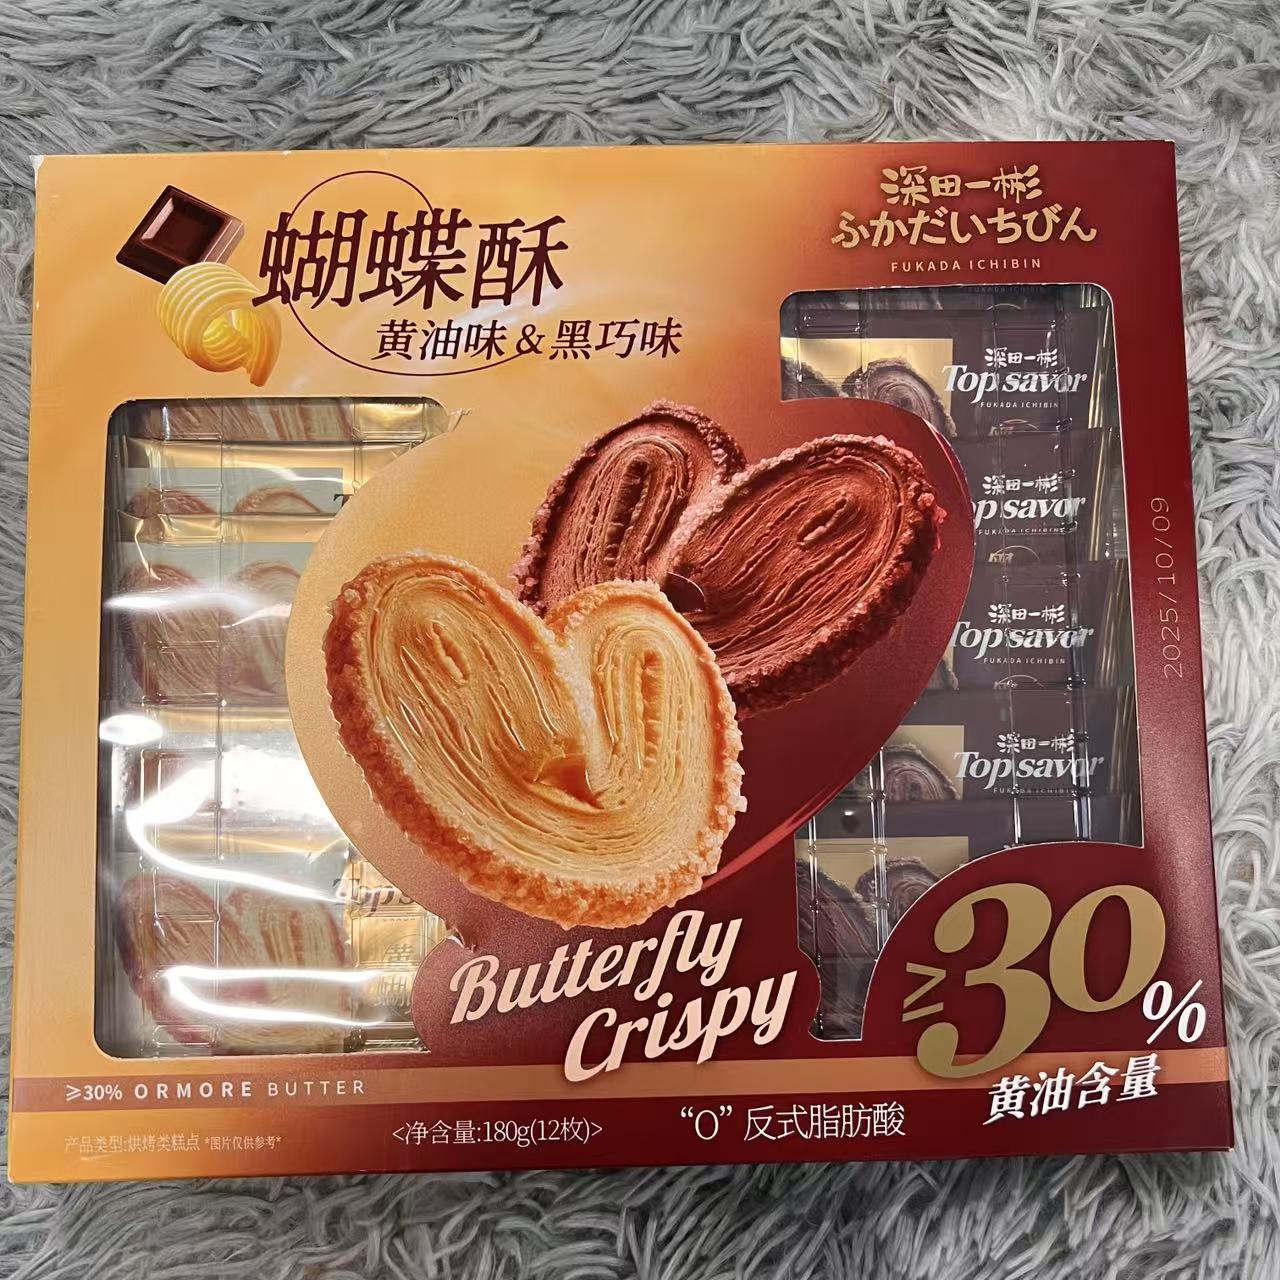 深田一彬
ふかだいちびん
FUKADA ICHIBIN
蝴蝶酥
黄油味&黑巧味
深田一彬
Top savor
FUKADA ICHIBIN
深田一彬
op savor
FUKADA ICHIBIN
深田一彬
Top savor
FUKADA ICHIBIN
深田一彬
Top savor
FUKADA ICHIBIN
2025/10/09
Butterfly
Crispy
≥30%
黄油含量
≥30% ORMORE BUTTER
产品类型:烘烤类糕点 *图片仅供参考*
<净含量:180g(12枚)>
“O”反式脂肪酸